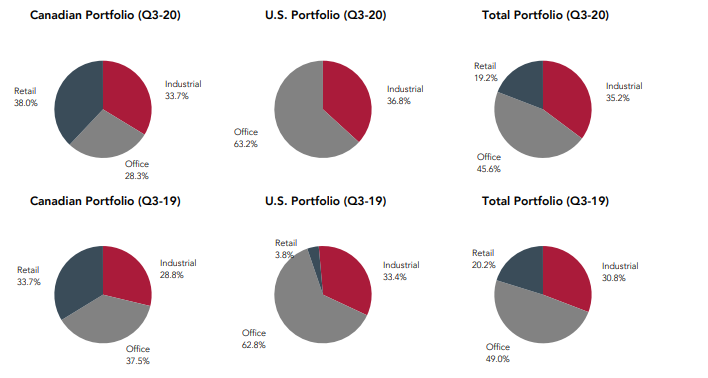 Canadian Portfolio (Q3-20)
U.S. Portfolio (Q3-20)
Total Portfolio (Q3-20)
Retail
38.0%
Industrial
33.7%
Office
28.3%
Industrial
36.8%
Office
63.2%
Retail
19.2%
Industrial
35.2%
Office
45.6%
Canadian Portfolio (Q3-19)
U.S. Portfolio (Q3-19)
Total Portfolio (Q3-19)
Retail
33.7%
Industrial
28.8%
Office
37.5%
Retail
3.8%
Industrial
33.4%
Office
62.8%
Retail
20.2%
Industrial
30.8%
Office
49.0%